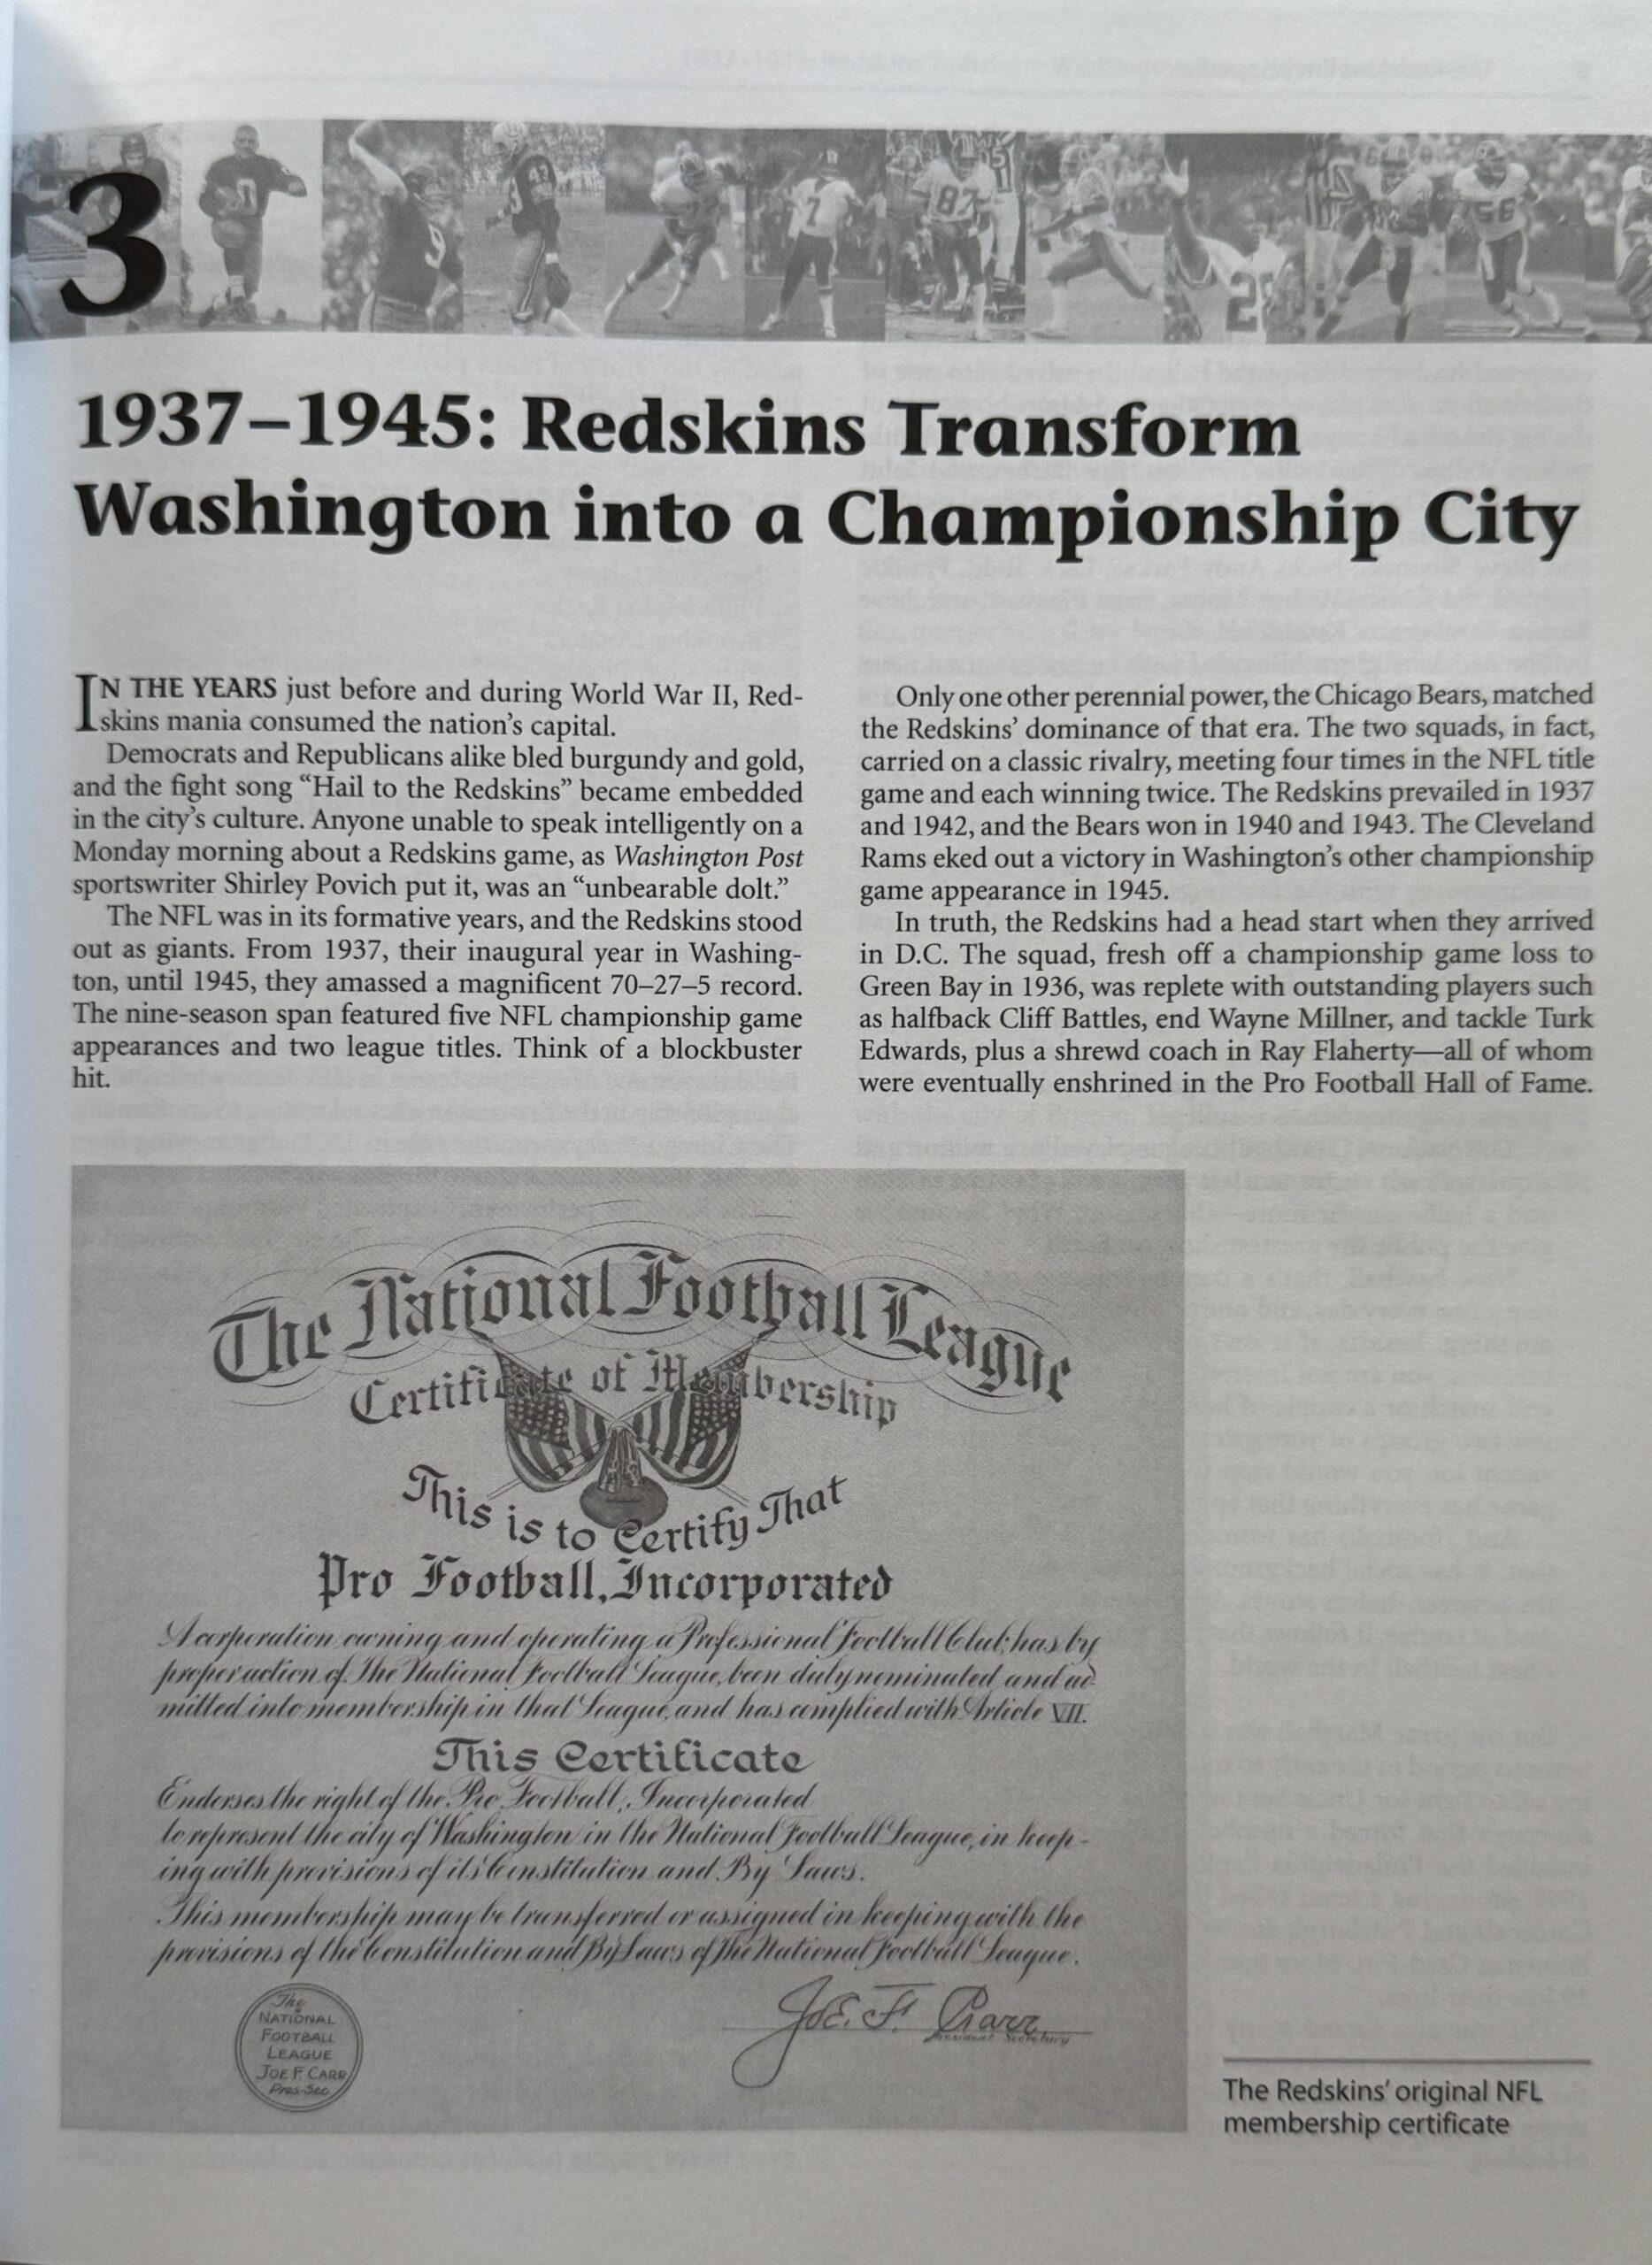 3
1937–1945: Redskins Transform
Washington into a Championship City
IN THE YEARS just before and during World War II, Red-
skins mania consumed the nation's capital.
Democrats and Republicans alike bled burgundy and gold,
and the fight song “Hail to the Redskins” became embedded
in the city's culture. Anyone unable to speak intelligently on a
Monday morning about a Redskins game, as Washington Post
sportswriter Shirley Povich put it, was an “unbearable dolt.”
The NFL was in its formative years, and the Redskins stood
out as giants. From 1937, their inaugural year in Washing-
ton, until 1945, they amassed a magnificent 70–27–5 record.
The nine-season span featured five NFL championship game
appearances and two league titles. Think of a blockbuster
hit.
Only one other perennial power, the Chicago Bears, matched
the Redskins' dominance of that era. The two squads, in fact,
carried on a classic rivalry, meeting four times in the NFL title
game and each winning twice. The Redskins prevailed in 1937
and 1942, and the Bears won in 1940 and 1943. The Cleveland
Rams eked out a victory in Washington's other championship
game appearance in 1945.
In truth, the Redskins had a head start when they arrived
in D.C. The squad, fresh off a championship game loss to
Green Bay in 1936, was replete with outstanding players such
as halfback Cliff Battles, end Wayne Millner, and tackle Turk
Edwards, plus a shrewd coach in Ray Flaherty—all of whom
were eventually enshrined in the Pro Football Hall of Fame.
The National Football League
Certificate of Membership
This is to Certify That
Pro Football, Incorporated
A corporation owning and operating a Professional Football Club, has by
proper action of The National Football League, been duly nominated and ad-
mitted into membership in that League, and has complied with Article VII.
This Certificate
Endorses the right of the Pro Football, Incorporated
to represent the city of Washington in the National Football League, in keep-
ing with provisions of its Constitution and By Laws.
This membership may be transferred or assigned in keeping with the
provisions of the Constitution and By Laws of The National Football League.
The
NATIONAL
FOOTBALL
LEAGUE
JOE F. CARR
Pres-Sec.
Joe. F. Carr
President Secretary
The Redskins' original NFL
membership certificate
43
9
7
87
56